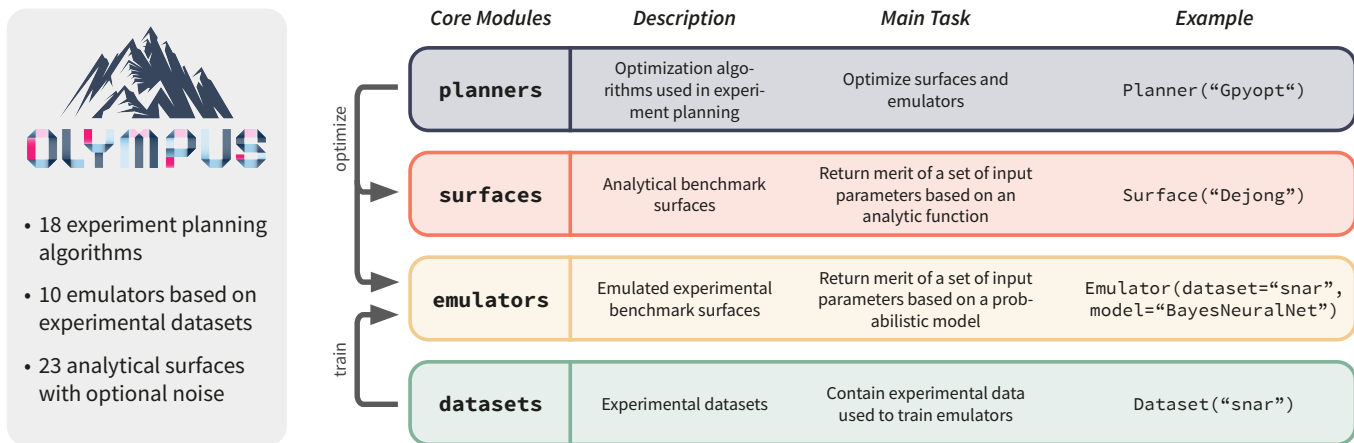 OLYMPUS
• 18 experiment planning
algorithms
• 10 emulators based on
experimental datasets
• 23 analytical surfaces
with optional noise
optimize
train
Core Modules Description Main Task Example
planners
Optimization algo-
rithms used in experi-
ment planning
Optimize surfaces and
emulators
Planner(“Gpyopt“)
surfaces
Analytical benchmark
surfaces
Return merit of a set of input
parameters based on an
analytic function
Surface(“Dejong”)
emulators
Emulated experimental
benchmark surfaces
Return merit of a set of input
parameters based on a prob-
abilistic model
Emulator(dataset=“snar”,
model=“BayesNeuralNet”)
datasets
Experimental datasets
Contain experimental data
used to train emulators
Dataset(“snar”)